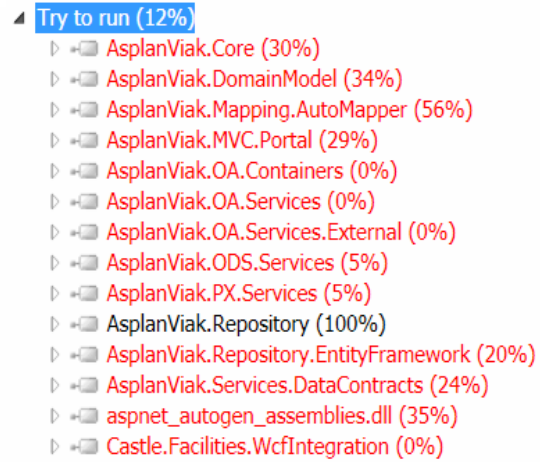 Try to run (12%)
AsplanViak.Core (30%)
AsplanViak.DomainModel (34%)
AsplanViak.Mapping.AutoMapper (56%)
AsplanViak.MVC.Portal (29%)
AsplanViak.OA.Containers (0%)
AsplanViak.OA.Services (0%)
AsplanViak.OA.Services.External (0%)
AsplanViak.ODS.Services (5%)
AsplanViak.PX.Services (5%)
AsplanViak.Repository (100%)
AsplanViak.Repository.EntityFramework (20%)
AsplanViak.Services.DataContracts (24%)
aspnet_autogen_assemblies.dll (35%)
Castle.Facilities.WcfIntegration (0%)